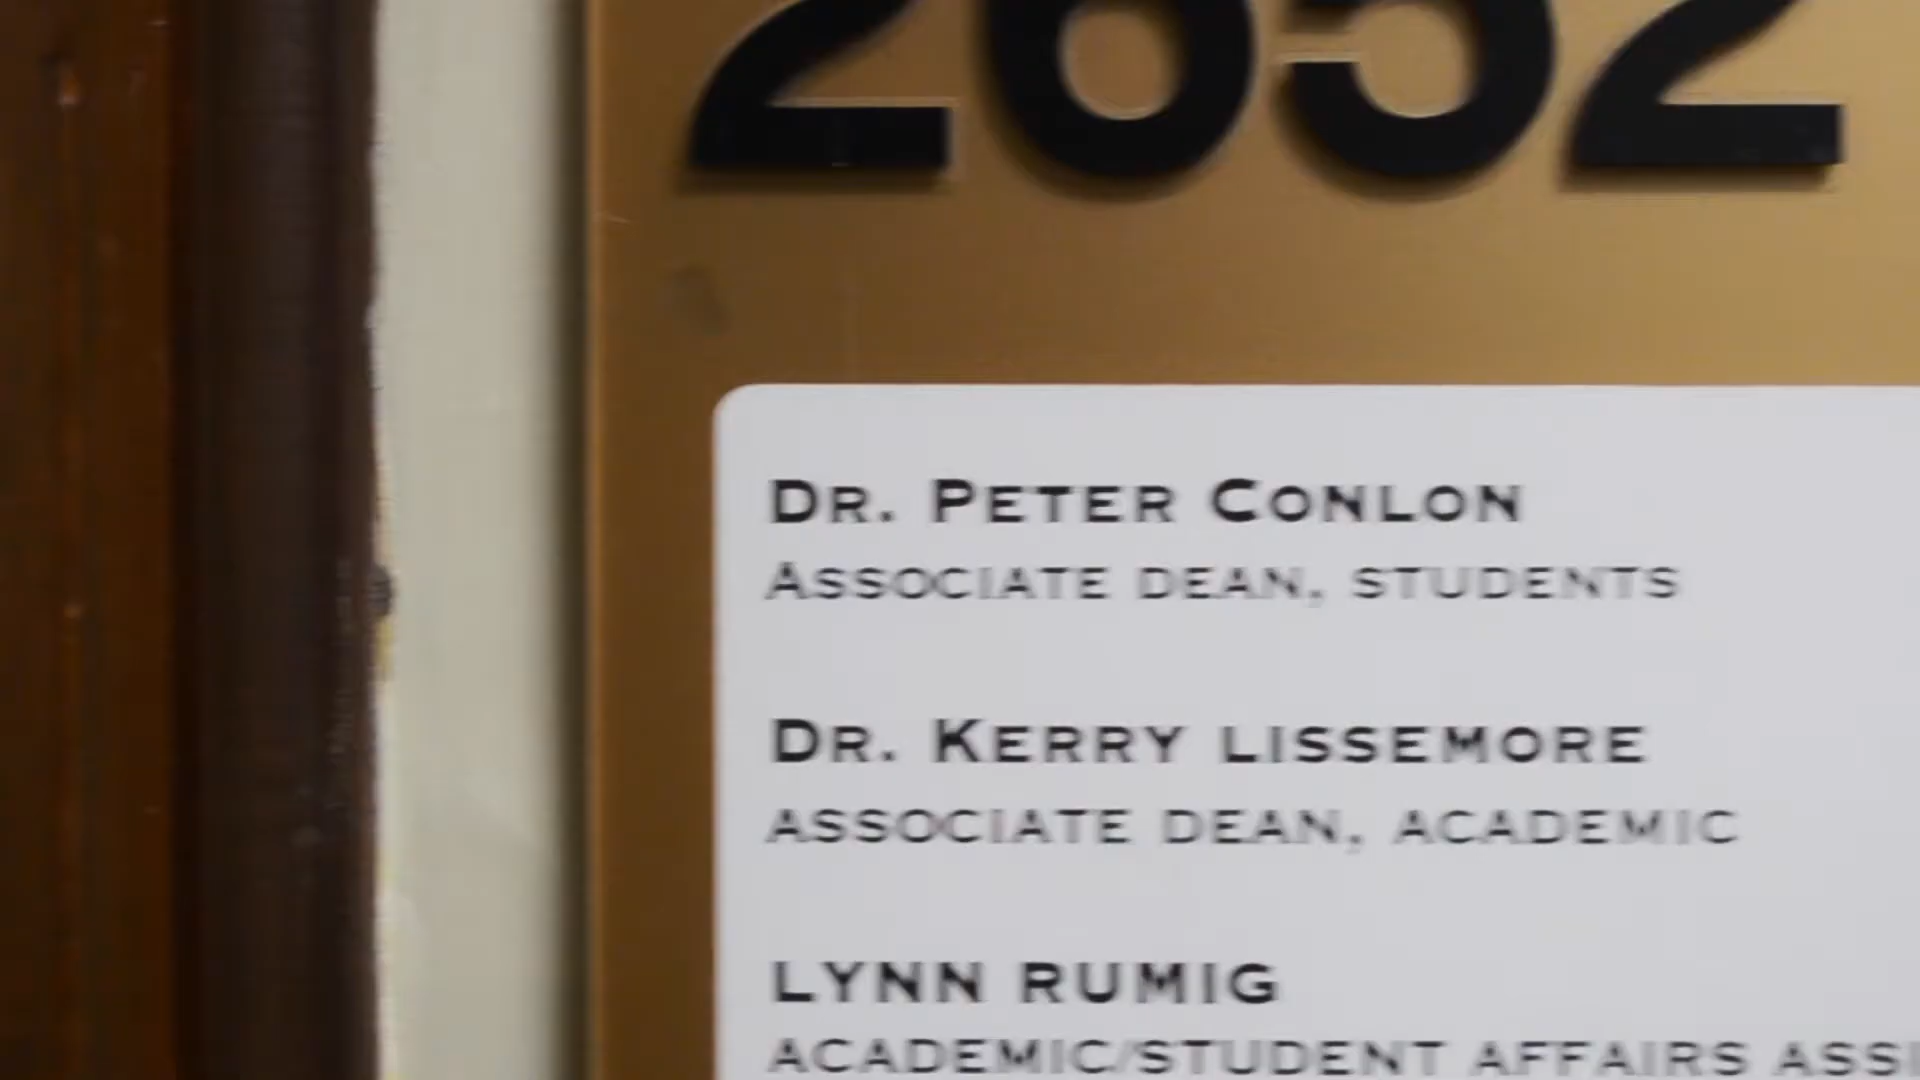 2652
DR. PETER CONLON
ASSOCIATE DEAN, STUDENTS
DR. KERRY LISSEMORE
ASSOCIATE DEAN, ACADEMIC
LYNN RUMIG
ACADEMIC/STUDENT AFFAIRS